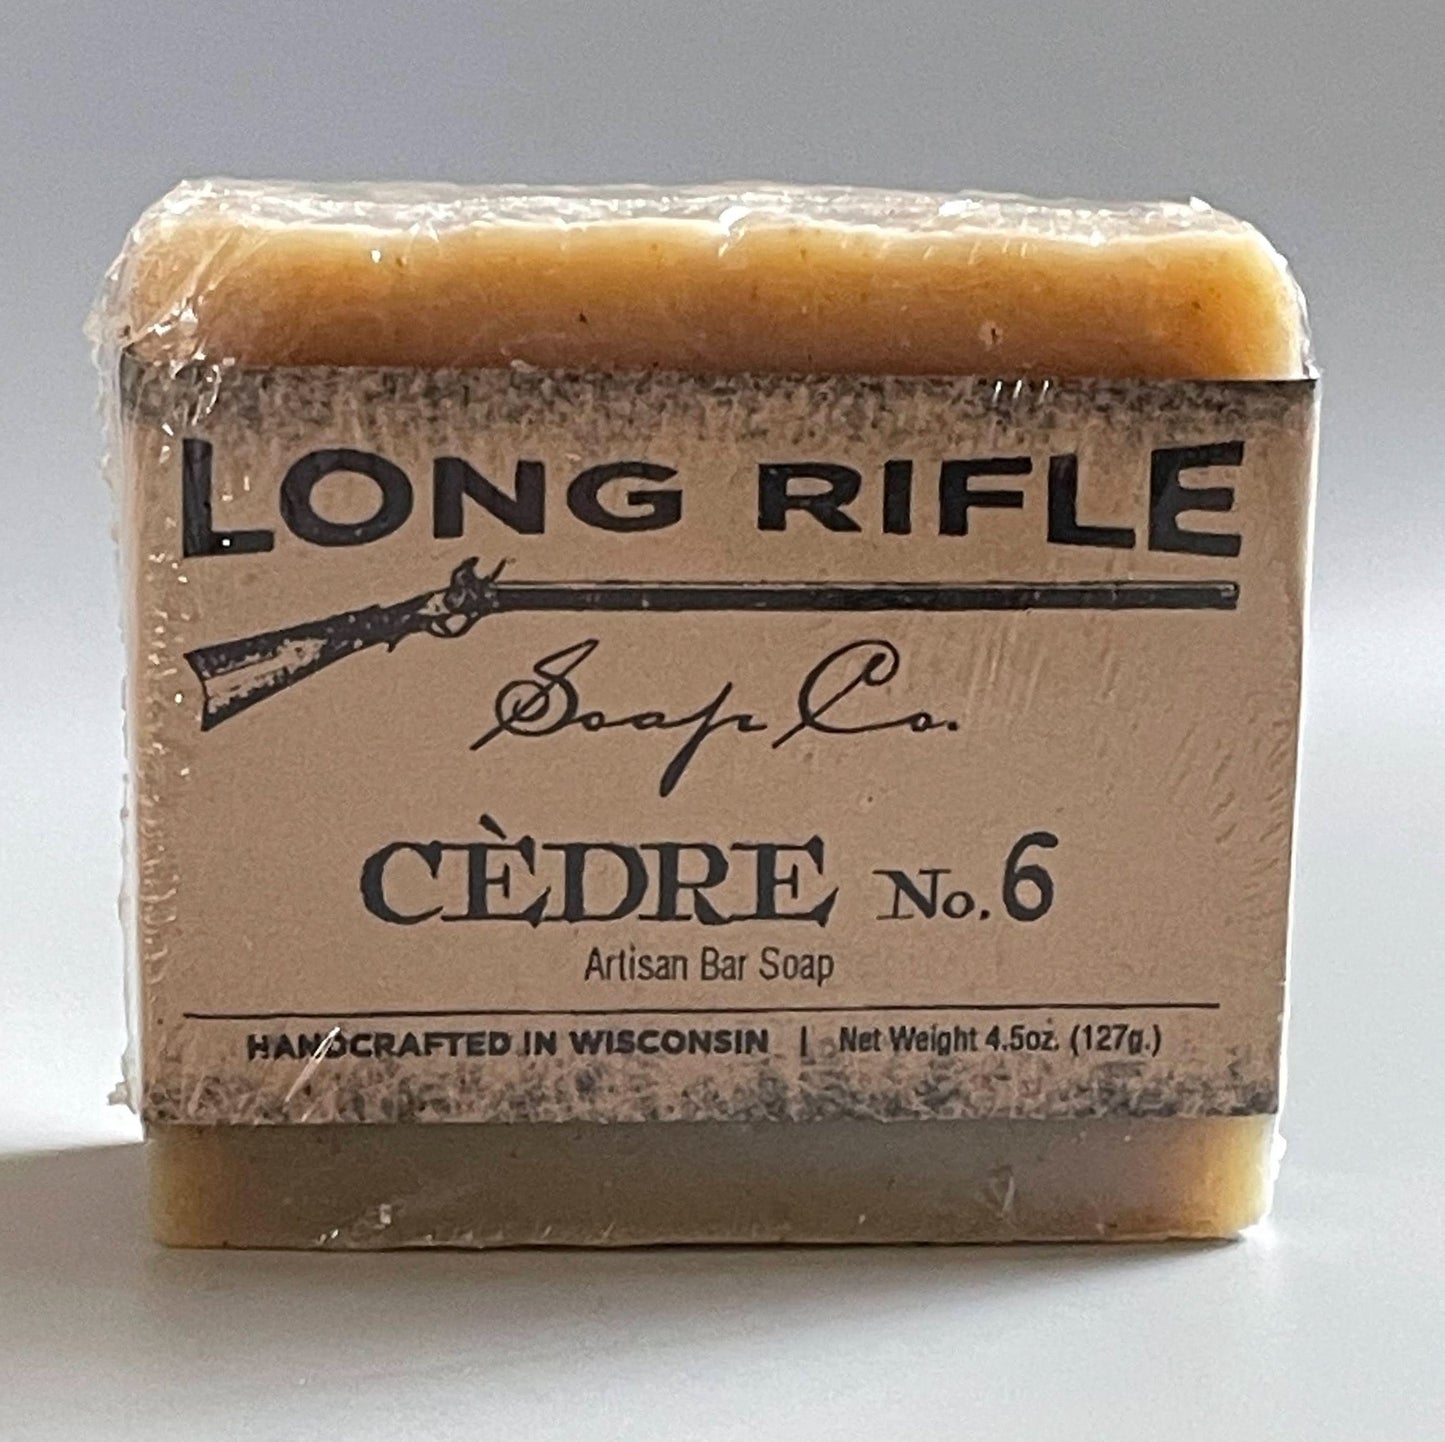 LONG RIFLE
Soap Co.
CÈDRE No. 6
Artisan Bar Soap
HANDCRAFTED IN WISCONSIN | Net Weight 4.5oz. (127g.)